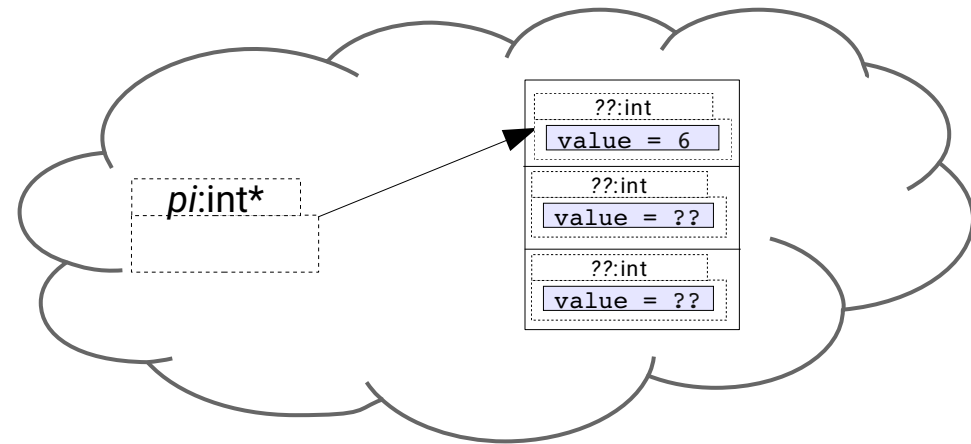 ??:int
value = 6
pi:int*
??:int
value = ??
??:int
value = ??